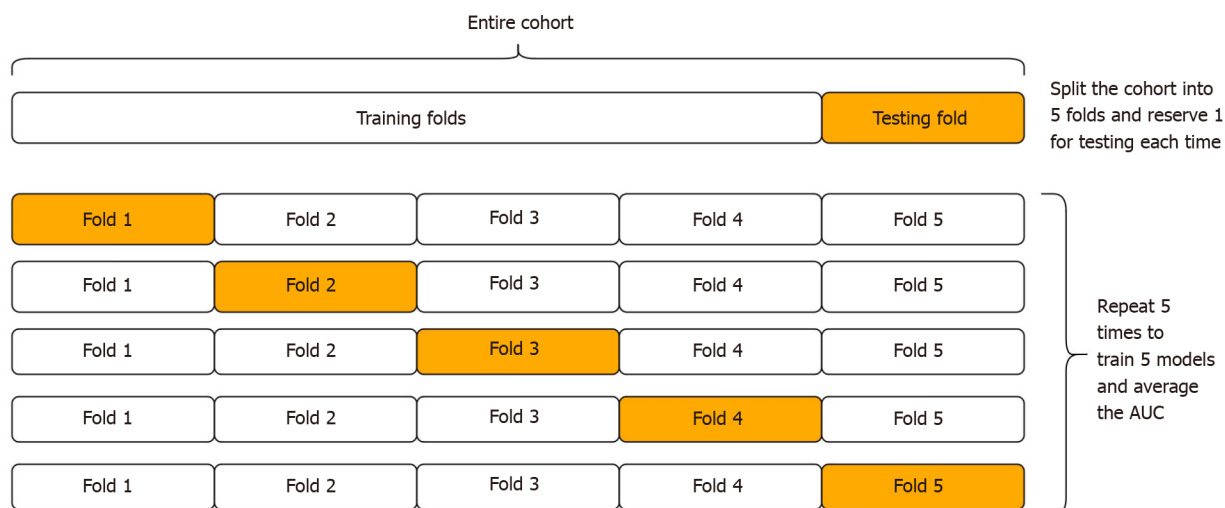 Entire cohort
Training folds
Testing fold
Split the cohort into
5 folds and reserve 1
for testing each time
Fold 1
Fold 2
Fold 3
Fold 4
Fold 5
Fold 1
Fold 2
Fold 3
Fold 4
Fold 5
Fold 1
Fold 2
Fold 3
Fold 4
Fold 5
Fold 1
Fold 2
Fold 3
Fold 4
Fold 5
Fold 1
Fold 2
Fold 3
Fold 4
Fold 5
Repeat 5
times to
train 5 models
and average
the AUC